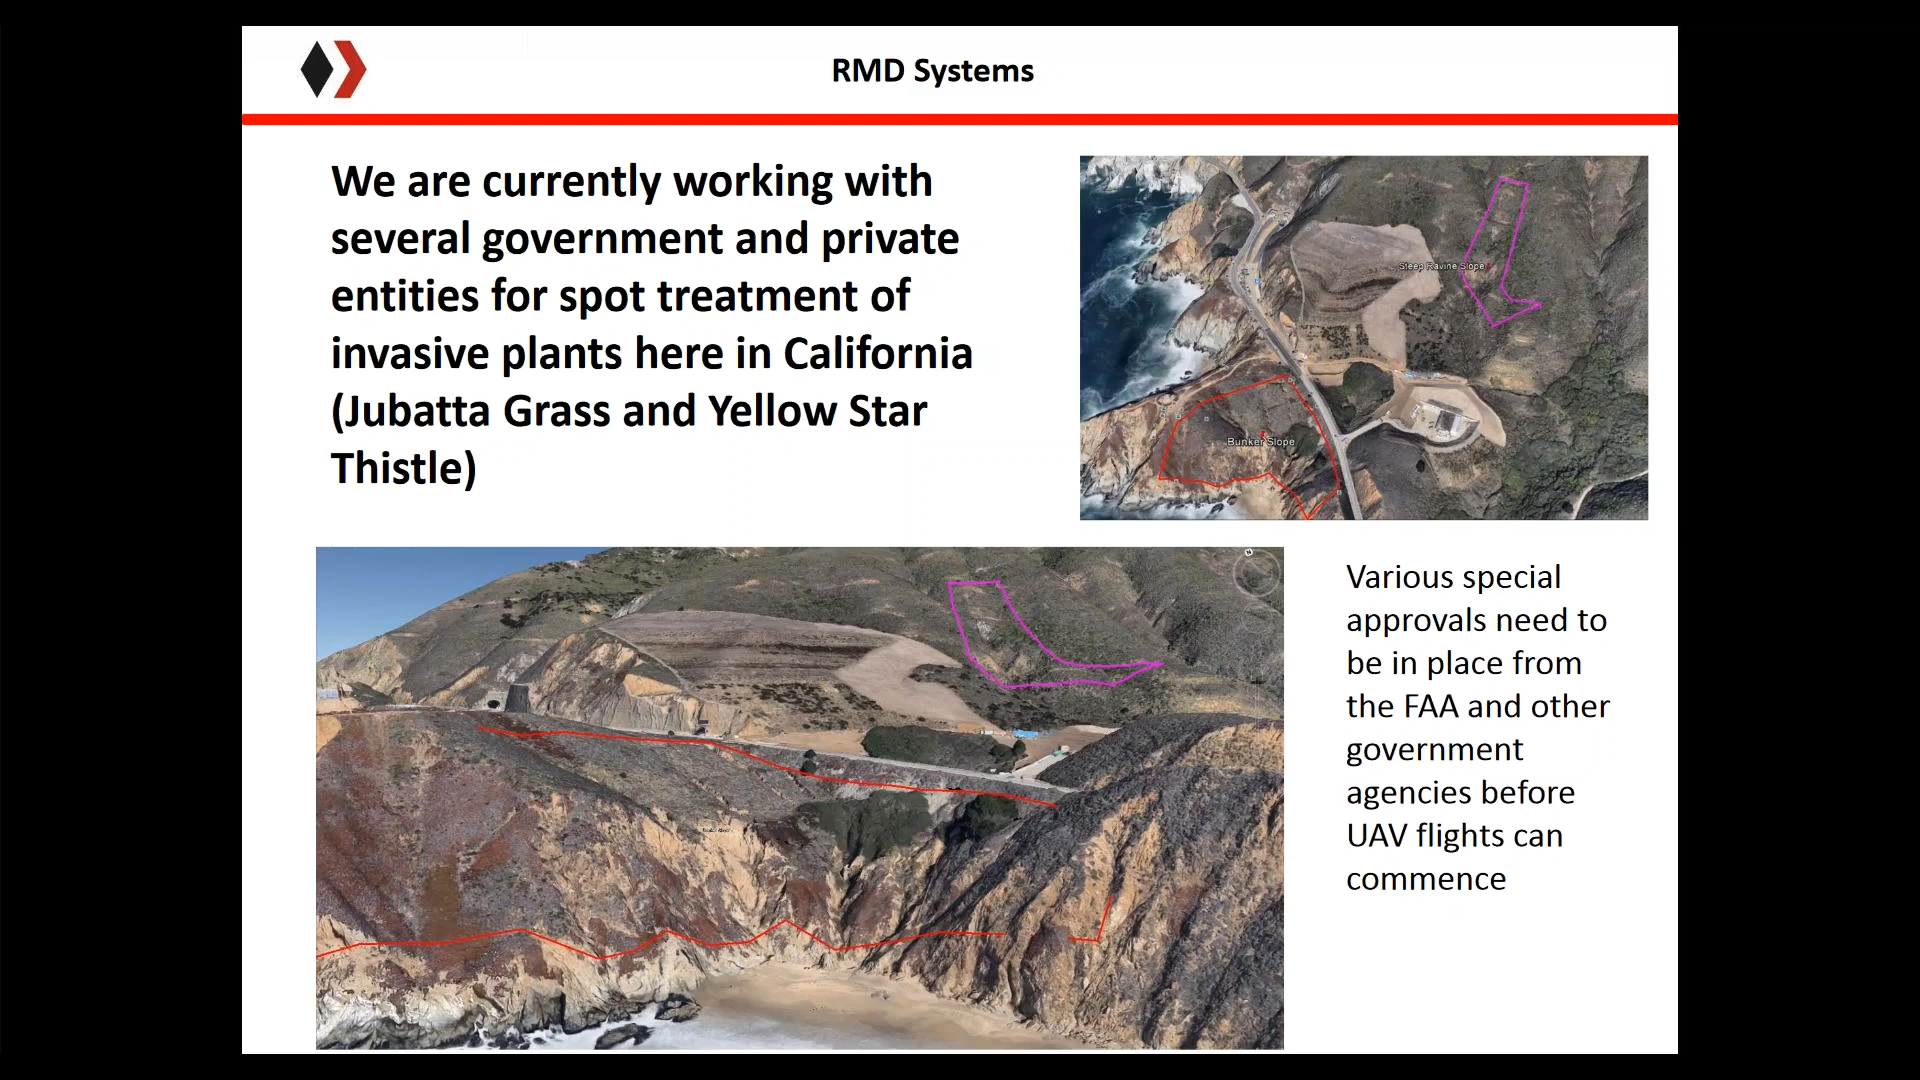 RMD Systems
We are currently working with
several government and private
entities for spot treatment of
invasive plants here in California
(Jubatta Grass and Yellow Star
Thistle)
Steep Ravine Slope
Bunker Slope
Various special
approvals need to
be in place from
the FAA and other
government
agencies before
UAV flights can
commence